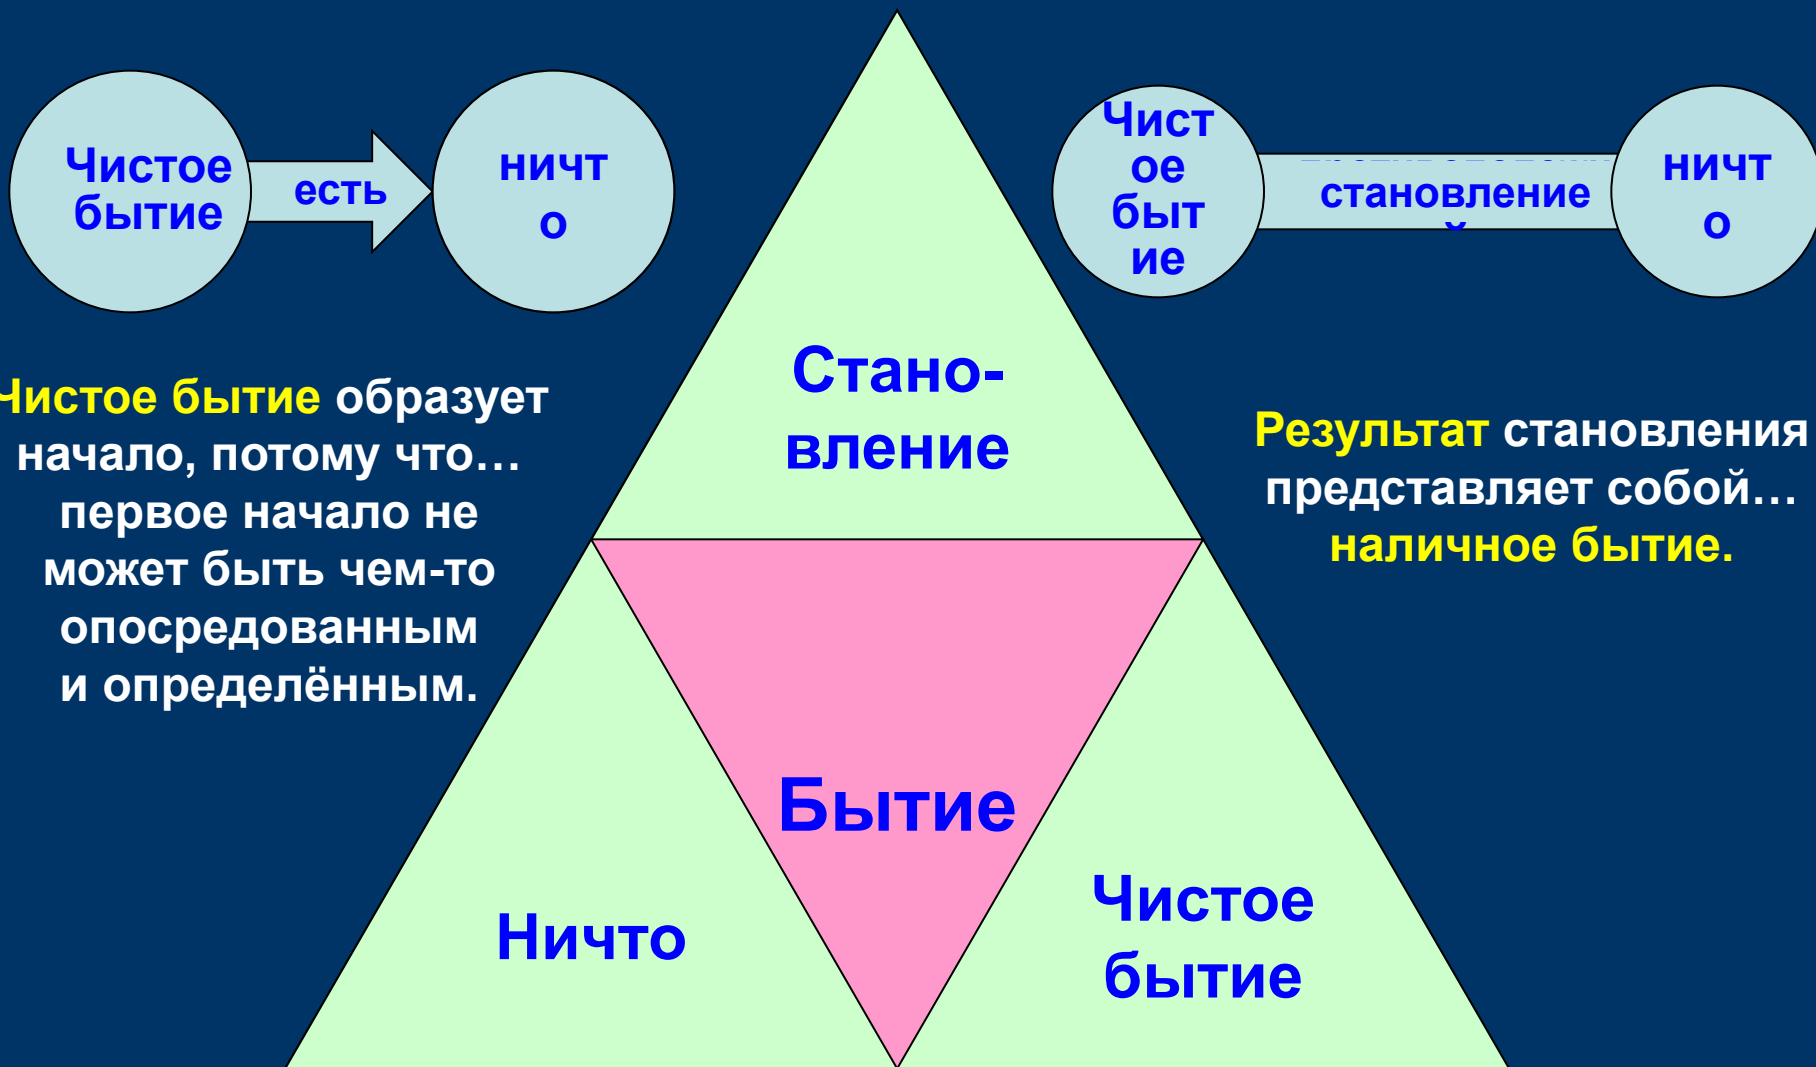 Чистое
бытие
есть
ничт
о
Чист
ое
быт
ие
становление
й
ничт
о
Чистое бытие образует
начало, потому что…
первое начало не
может быть чем-то
опосредованным
и определённым.
Стано-
вление
Результат становления
представляет собой…
наличное бытие.
Бытие
Ничто
Чистое
бытие